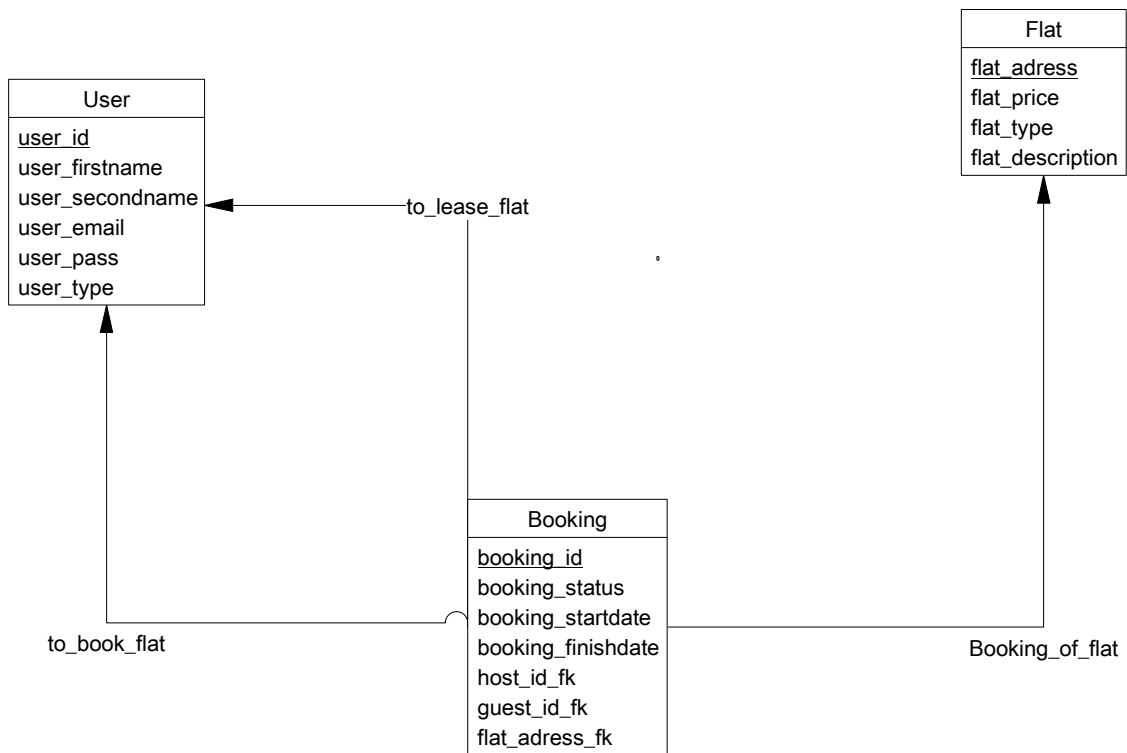 Flat
flat_adress
flat_price
flat_type
flat_description
User
user_id
user_firstname
user_secondname
user_email
user_pass
user_type
to_lease_flat
Booking
booking_id
booking_status
booking_startdate
booking_finishdate
host_id_fk
guest_id_fk
flat_adress_fk
to_book_flat
Booking_of_flat